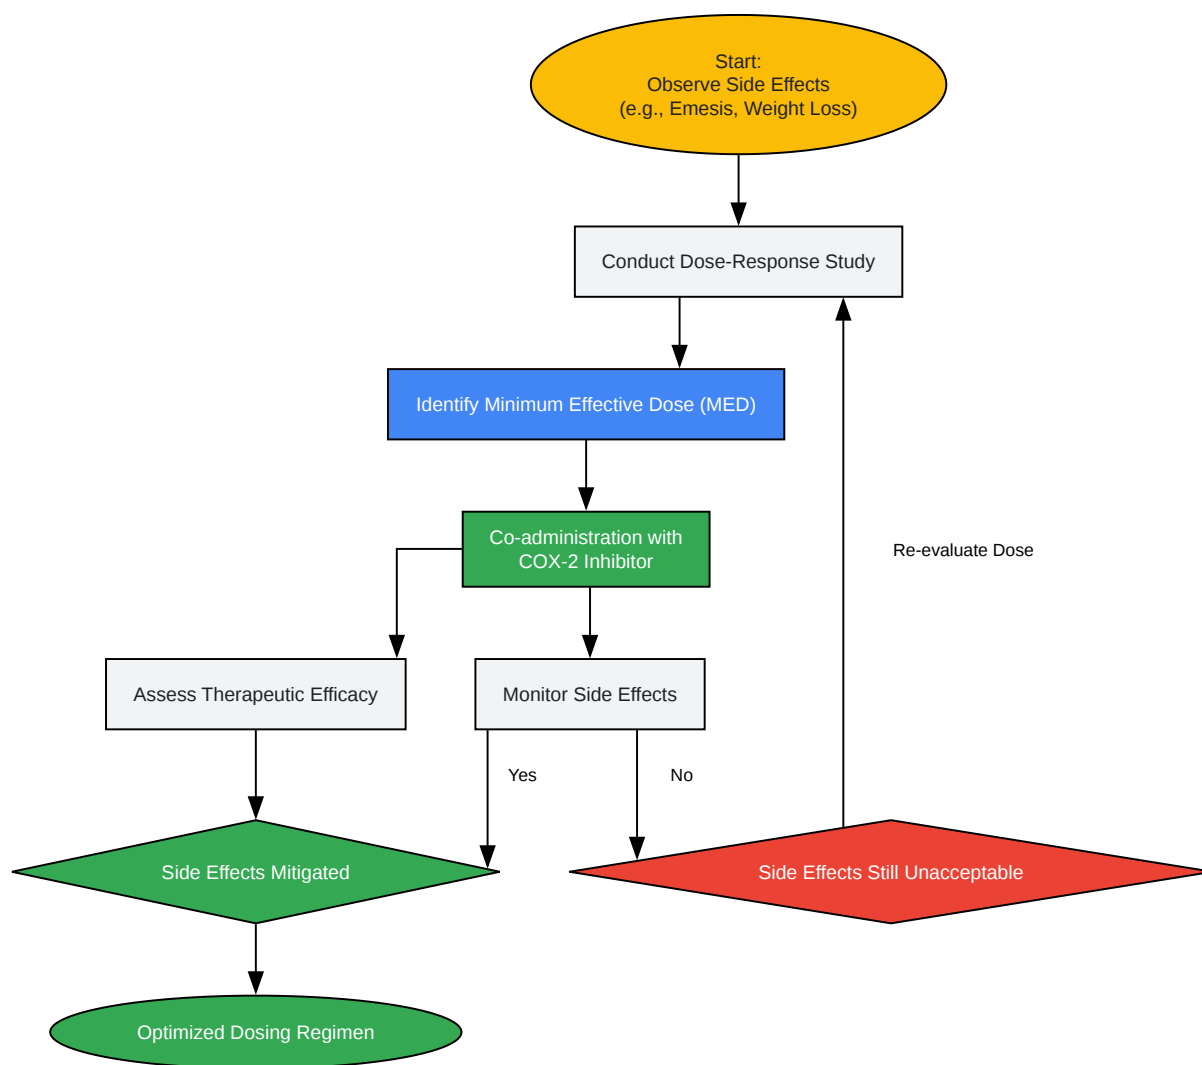 Start:
Observe Side Effects
(e.g., Emesis, Weight Loss)
Conduct Dose-Response Study
Identify Minimum Effective Dose (MED)
Co-administration with
COX-2 Inhibitor
Re-evaluate Dose
Assess Therapeutic Efficacy
Monitor Side Effects
Yes
No
Side Effects Mitigated
Side Effects Still Unacceptable
Optimized Dosing Regimen